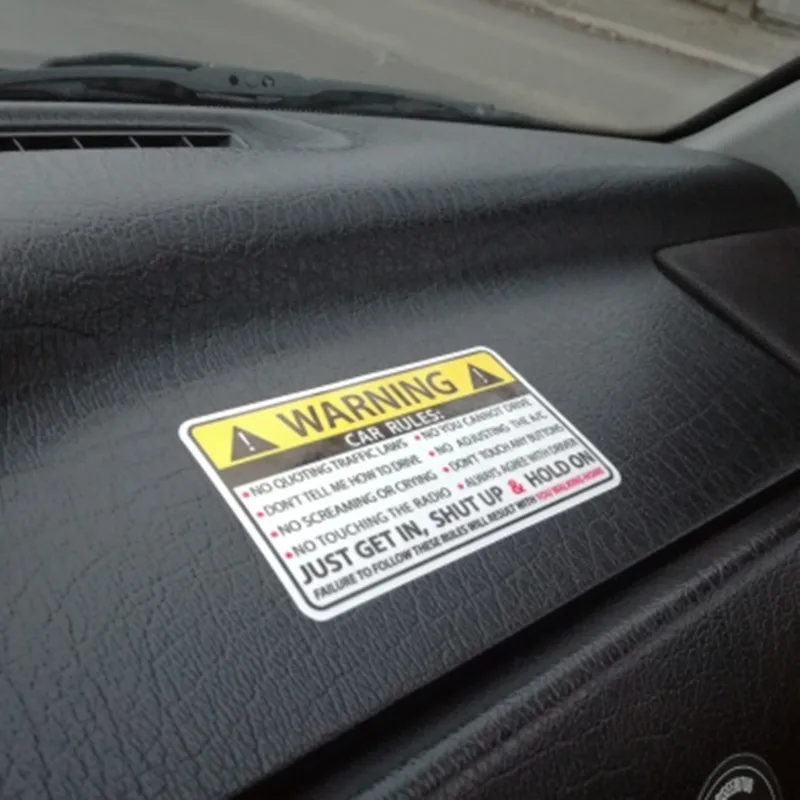 WARNING
CAR RULES:
• NO QUOTING TRAFFIC LAWS • NO YOU CANNOT DRIVE
• DON'T TELL ME HOW TO DRIVE • NO ADJUSTING THE A/C
• NO SCREAMING OR CRYING • DON'T TOUCH ANY BUTTONS
• NO TOUCHING THE RADIO • ALWAYS AGREE WITH DRIVER
JUST GET IN, SHUT UP & HOLD ON
FAILURE TO FOLLOW THESE RULES WILL RESULT WITH YOU WALKING HOME